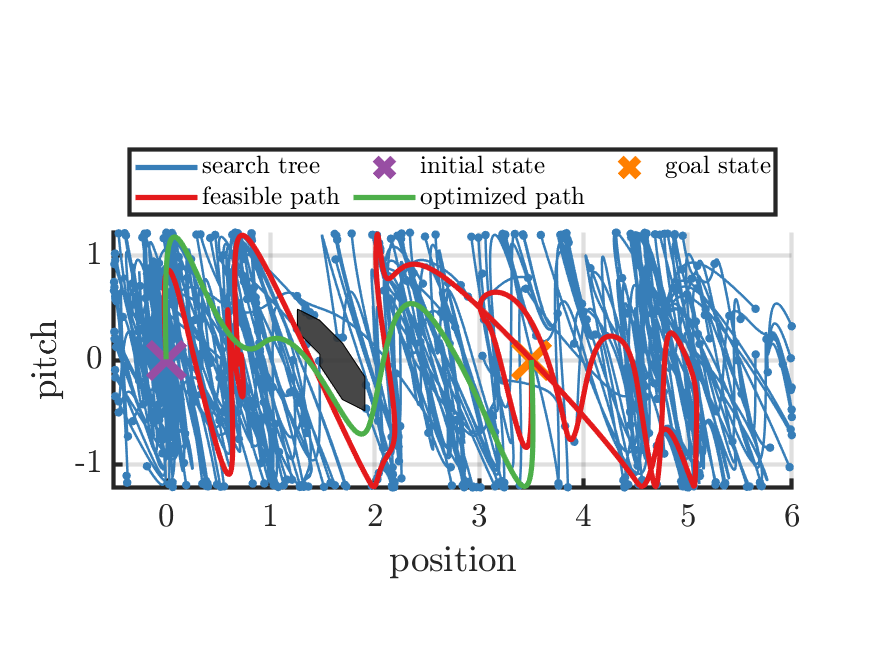 search tree initial state goal state
feasible path optimized path
1
0
-1
pitch
0 1 2 3 4 5 6
position